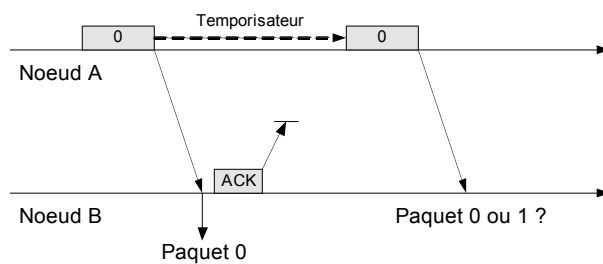 Temporisateur
0
0
Noeud A
ACK
Noeud B
Paquet 0 ou 1 ?
Paquet 0